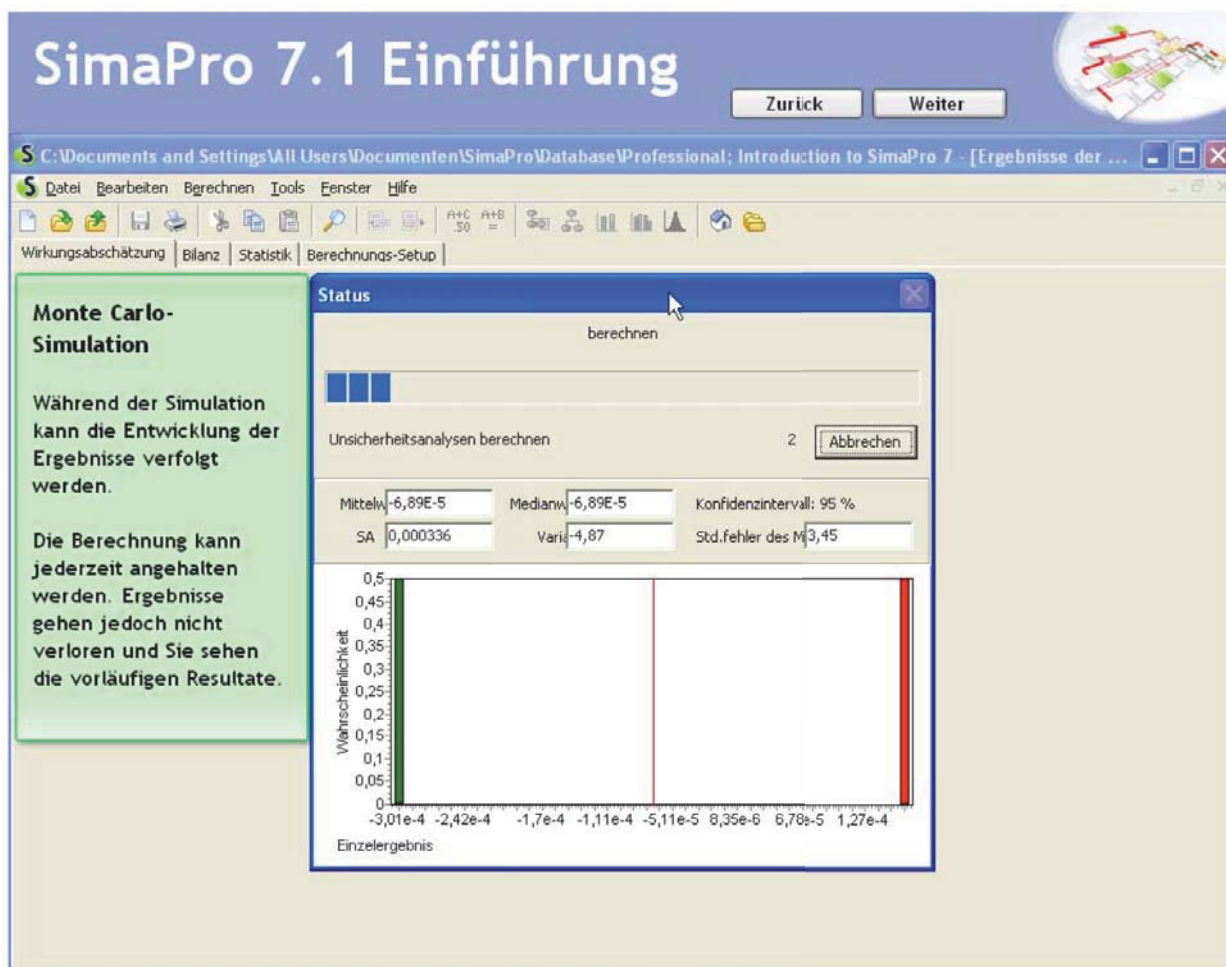 SimaPro 7.1 Einführung
Zurück
Weiter
C:\Documents and Settings\All Users\Documenten\SimaPro\Database\Professional; Introduction to SimaPro 7 - [Ergebnisse der ...
Datei Bearbeiten Berechnen Tools Fenster Hilfe
A+C
50
A+B
=
Wirkungsabschätzung Bilanz Statistik Berechnungs-Setup
Monte Carlo-
Simulation
Während der Simulation
kann die Entwicklung der
Ergebnisse verfolgt
werden.
Die Berechnung kann
jederzeit angehalten
werden. Ergebnisse
gehen jedoch nicht
verloren und Sie sehen
die vorläufigen Resultate.
Status
berechnen
Unsicherheitsanalysen berechnen 2 Abbrechen
Mittelw -6,89E-5 Medianw -6,89E-5 Konfidenzintervall: 95 %
SA 0,000336 Varia -4,87 Std.fehler des M 3,45
Wahrscheinlichkeit
0,5
0,45
0,4
0,35
0,3
0,25
0,2
0,15
0,1
0,05
0
-3,01e-4 -2,42e-4 -1,7e-4 -1,11e-4 -5,11e-5 8,35e-6 6,78e-5 1,27e-4
Einzelergebnis